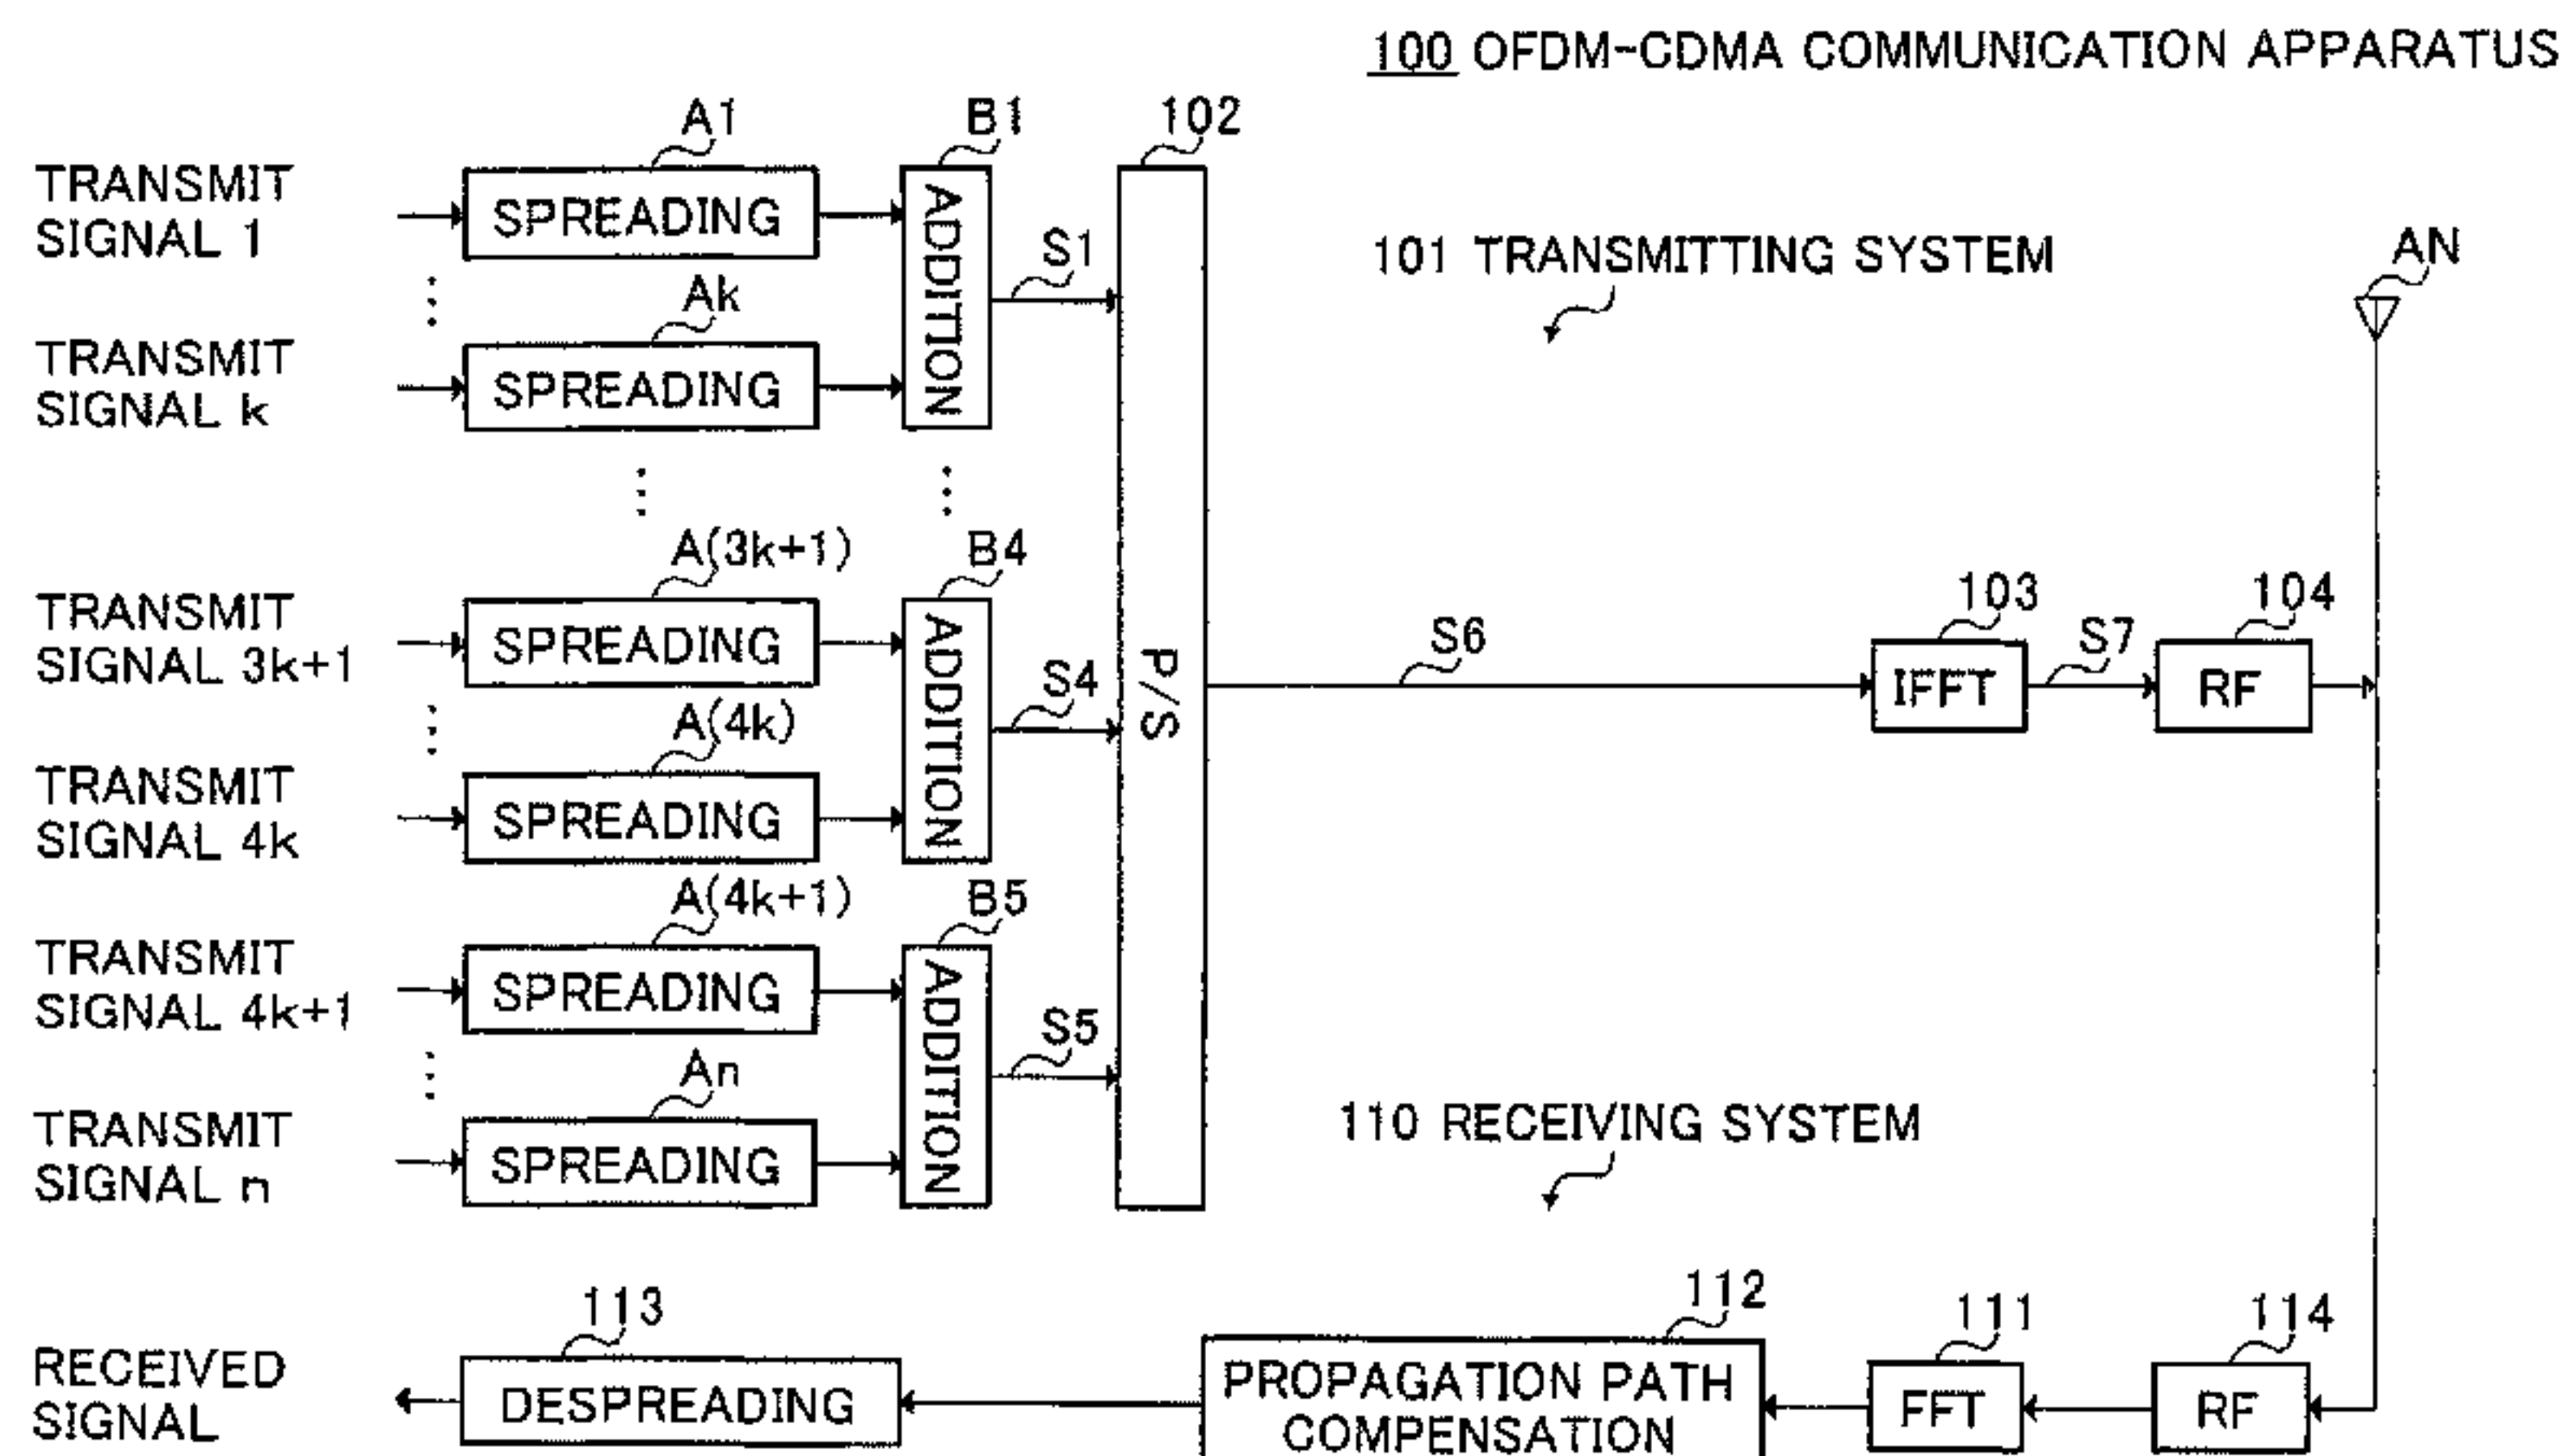 100 OFDM-CDMA COMMUNICATION APPARATUS
A1
B1
102
TRANSMIT
SIGNAL 1
SPREADING
ADDITION
S1
101 TRANSMITTING SYSTEM
AN
Ak
TRANSMIT
SIGNAL k
SPREADING
A(3k+1)
B4
TRANSMIT
SIGNAL 3k+1
SPREADING
ADDITION
S4
P/S
S6
103
IFFT
S7
104
RF
A(4k)
TRANSMIT
SIGNAL 4k
SPREADING
A(4k+1)
B5
TRANSMIT
SIGNAL 4k+1
SPREADING
ADDITION
S5
An
TRANSMIT
SIGNAL n
SPREADING
110 RECEIVING SYSTEM
113
112
111
114
RECEIVED
SIGNAL
DESPREADING
PROPAGATION PATH
COMPENSATION
FFT
RF